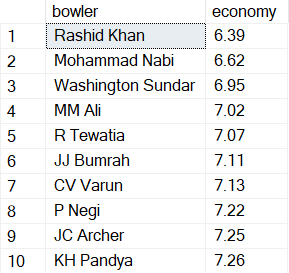 bowler economy
1 Rashid Khan 6.39
2 Mohammad Nabi 6.62
3 Washington Sundar 6.95
4 MM Ali 7.02
5 R Tewatia 7.07
6 JJ Bumrah 7.11
7 CV Varun 7.13
8 P Negi 7.22
9 JC Archer 7.25
10 KH Pandya 7.26